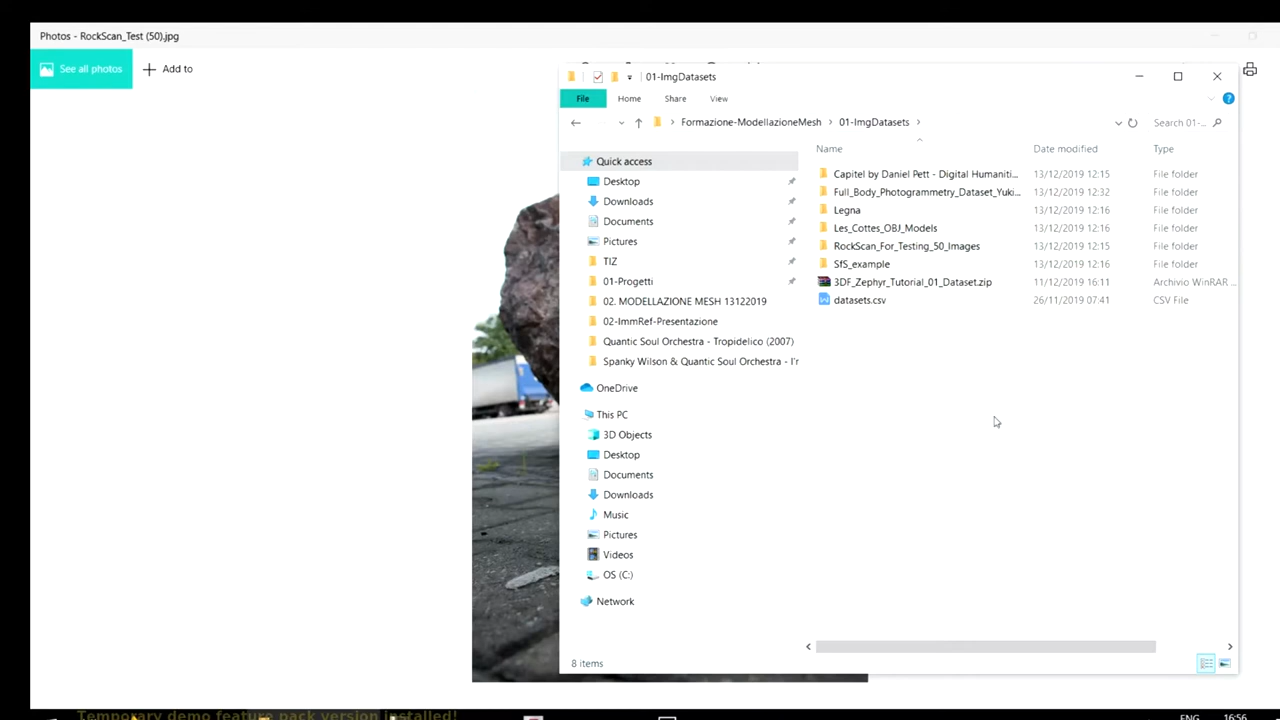 Photos - RockScan_Test (50).jpg
See all photos
Add to
01-ImgDatasets
File
Home
Share
View
Formazione-ModellazioneMesh
01-ImgDatasets
Search 01-...
Name
Date modified
Type
Quick access
Desktop
Downloads
Documents
Pictures
TIZ
01-Progetti
02. MODELLAZIONE MESH 13122019
02-ImmRef-Presentazione
Quantic Soul Orchestra - Tropidelico (2007)
Spanky Wilson & Quantic Soul Orchestra - I'r
OneDrive
This PC
3D Objects
Desktop
Documents
Downloads
Music
Pictures
Videos
OS (C:)
Network
Capitel by Daniel Pett - Digital Humaniti... 13/12/2019 12:15 File folder
Full_Body_Photogrammetry_Dataset_Yuki... 13/12/2019 12:32 File folder
Legna 13/12/2019 12:16 File folder
Les_Cottes_OBJ_Models 13/12/2019 12:16 File folder
RockScan_For_Testing_50_Images 13/12/2019 12:15 File folder
SfS_example 13/12/2019 12:16 File folder
3DF_Zephyr_Tutorial_01_Dataset.zip 11/12/2019 16:11 Archivio WinRAR ...
datasets.csv 26/11/2019 07:41 CSV File
8 items
Temporary demo feature pack version installed!
ENG
16:56